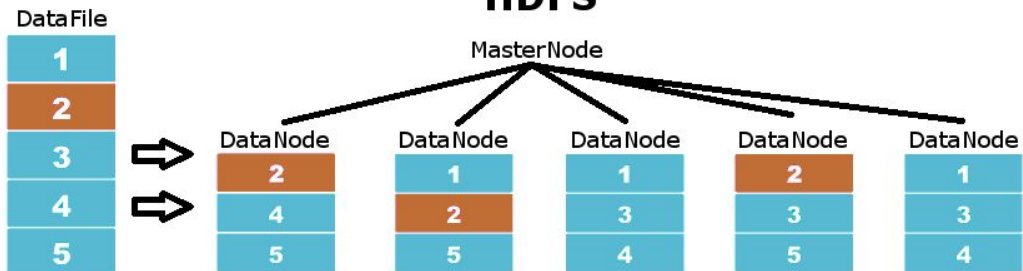 HDFS
DataFile
MasterNode
1
2
3
4
5
DataNode DataNode DataNode DataNode DataNode
2 1 1 2 1
4 2 3 3 3
5 5 4 5 4